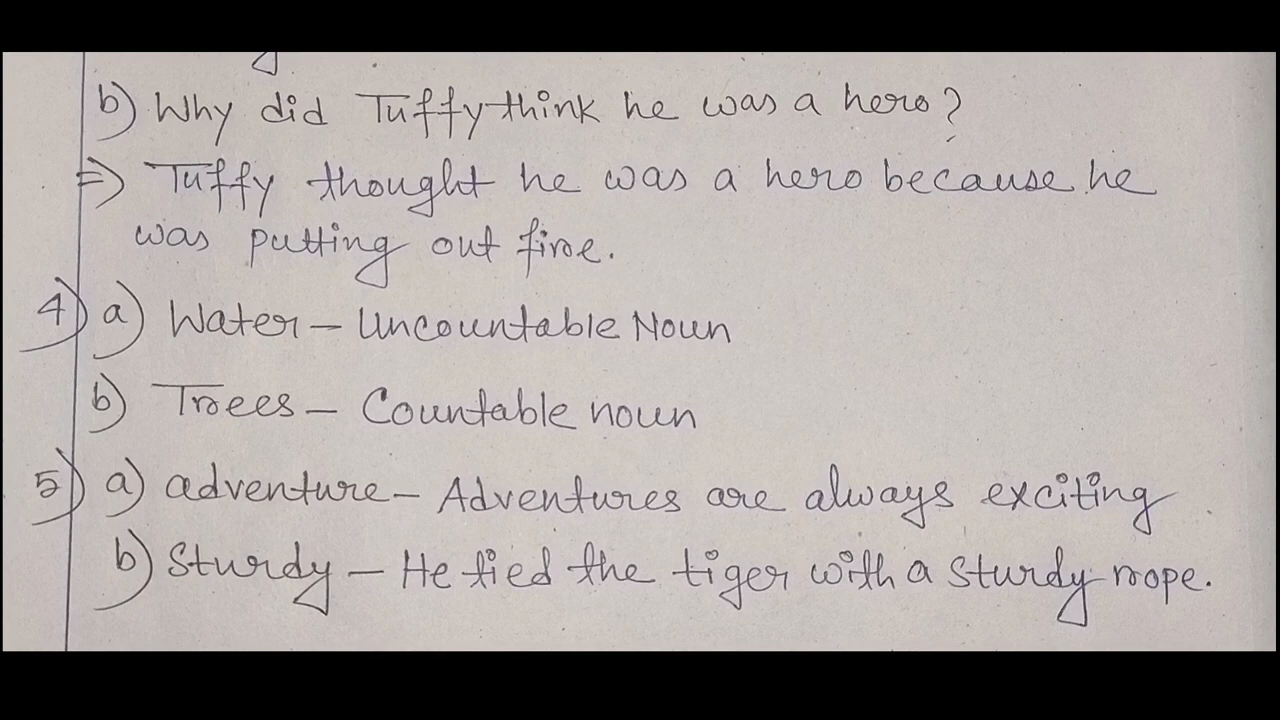 b) Why did Tuffy think he was a hero?
=> Tuffy thought he was a hero because he
was putting out fire.
4) a) Water - Uncountable Noun
b) Trees - Countable noun
5) a) adventure - Adventures are always exciting
b) Sturdy - He tied the tiger with a sturdy rope.